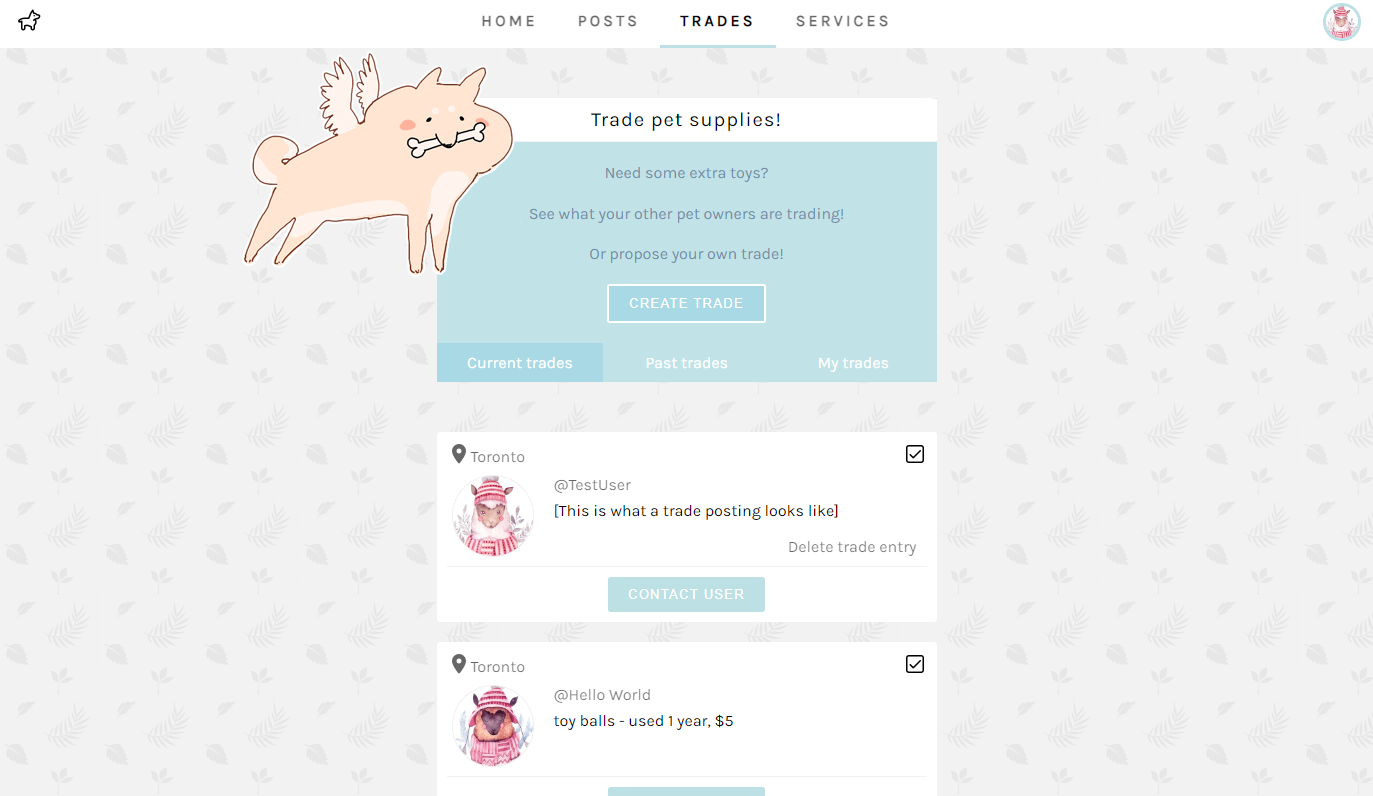 HOME POSTS TRADES SERVICES
Trade pet supplies!
Need some extra toys?
See what your other pet owners are trading!
Or propose your own trade!
CREATE TRADE
Current trades Past trades My trades
Toronto
@TestUser
[This is what a trade posting looks like]
Delete trade entry
CONTACT USER
Toronto
@Hello World
toy balls - used 1 year, $5